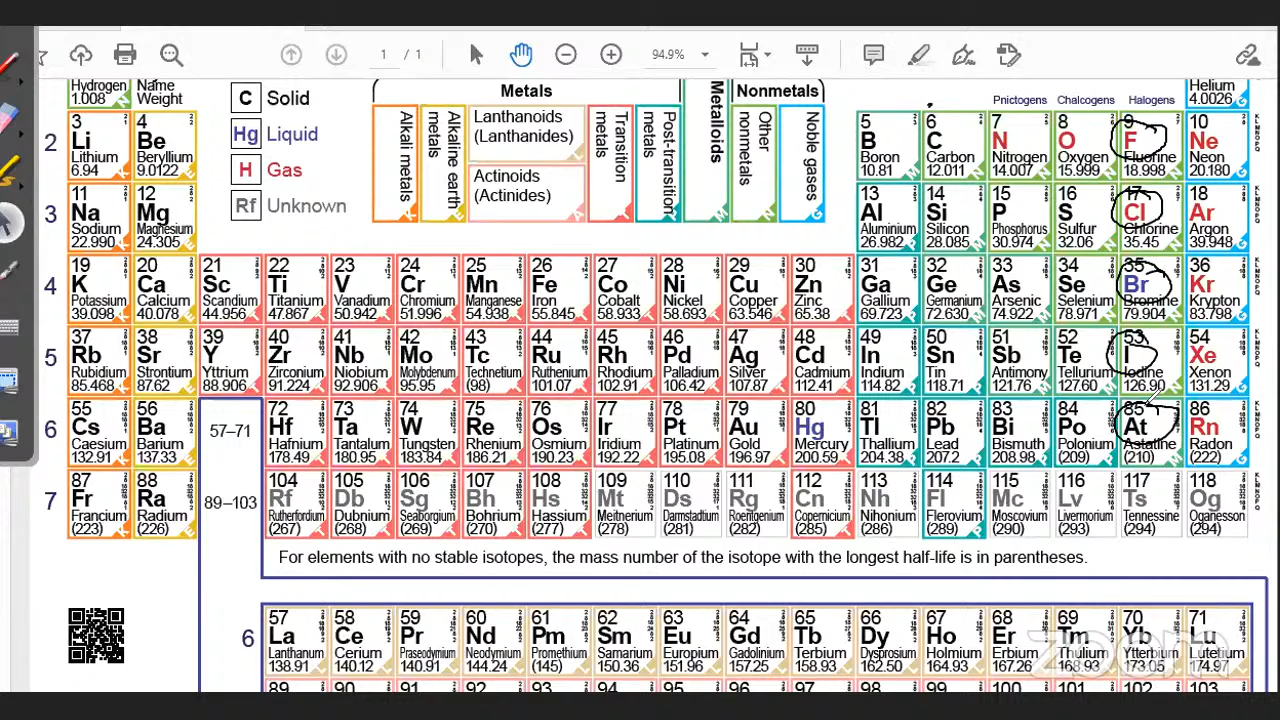 1 / 1
94.9%
Hydrogen
1.008
Name
Weight
C Solid
Hg Liquid
H Gas
Rf Unknown
Metals
Metalloids
Nonmetals
Alkali metals
Alkaline earth metals
Lanthanoids
(Lanthanides)
Actinoids
(Actinides)
Transition metals
Post-transition metals
Other nonmetals
Noble gases
Pnictogens Chalcogens Halogens
Helium
4.0026
2
3 4 5 6 7 8 9 10
Li Be B C N O F Ne
Lithium Beryllium Boron Carbon Nitrogen Oxygen Fluorine Neon
6.94 9.0122 10.81 12.011 14.007 15.999 18.998 20.180
3
11 12 13 14 15 16 17 18
Na Mg Al Si P S Cl Ar
Sodium Magnesium Aluminium Silicon Phosphorus Sulfur Chlorine Argon
22.990 24.305 26.982 28.085 30.974 32.06 35.45 39.948
4
19 20 21 22 23 24 25 26 27 28 29 30 31 32 33 34 35 36
K Ca Sc Ti V Cr Mn Fe Co Ni Cu Zn Ga Ge As Se Br Kr
Potassium Calcium Scandium Titanium Vanadium Chromium Manganese Iron Cobalt Nickel Copper Zinc Gallium Germanium Arsenic Selenium Bromine Krypton
39.098 40.078 44.956 47.867 50.942 51.996 54.938 55.845 58.933 58.693 63.546 65.38 69.723 72.630 74.922 78.971 79.904 83.798
5
37 38 39 40 41 42 43 44 45 46 47 48 49 50 51 52 53 54
Rb Sr Y Zr Nb Mo Tc Ru Rh Pd Ag Cd In Sn Sb Te I Xe
Rubidium Strontium Yttrium Zirconium Niobium Molybdenum Technetium Ruthenium Rhodium Palladium Silver Cadmium Indium Tin Antimony Tellurium Iodine Xenon
85.468 87.62 88.906 91.224 92.906 95.95 (98) 101.07 102.91 106.42 107.87 112.41 114.82 118.71 121.76 127.60 126.90 131.29
6
55 56 57–71 72 73 74 75 76 77 78 79 80 81 82 83 84 85 86
Cs Ba Hf Ta W Re Os Ir Pt Au Hg Tl Pb Bi Po At Rn
Caesium Barium Hafnium Tantalum Tungsten Rhenium Osmium Iridium Platinum Gold Mercury Thallium Lead Bismuth Polonium Astatine Radon
132.91 137.33 178.49 180.95 183.84 186.21 190.23 192.22 195.08 196.97 200.59 204.38 207.2 208.98 (209) (210) (222)
7
87 88 89–103 104 105 106 107 108 109 110 111 112 113 114 115 116 117 118
Fr Ra Rf Db Sg Bh Hs Mt Ds Rg Cn Nh Fl Mc Lv Ts Og
Francium Radium Rutherfordium Dubnium Seaborgium Bohrium Hassium Meitnerium Darmstadtium Roentgenium Copernicium Nihonium Flerovium Moscovium Livermorium Tennessine Oganesson
(223) (226) (267) (268) (269) (270) (277) (278) (281) (282) (285) (286) (289) (290) (293) (294) (294)
For elements with no stable isotopes, the mass number of the isotope with the longest half-life is in parentheses.
6
57 58 59 60 61 62 63 64 65 66 67 68 69 70 71
La Ce Pr Nd Pm Sm Eu Gd Tb Dy Ho Er Tm Yb Lu
Lanthanum Cerium Praseodymium Neodymium Promethium Samarium Europium Gadolinium Terbium Dysprosium Holmium Erbium Thulium Ytterbium Lutetium
138.91 140.12 140.91 144.24 (145) 150.36 151.96 157.25 158.93 162.50 164.93 167.26 168.93 173.05 174.97
89 90 91 92 93 94 95 96 97 98 99 100 101 102 103
zoom